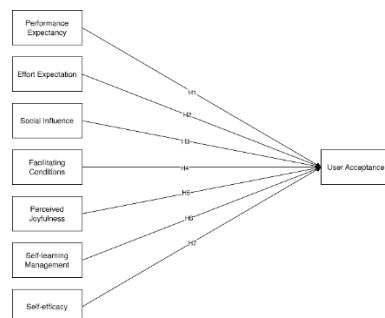 Performance
Expectancy
H1
Effort Expectation
H2
Social Influence
H3
Facilitating
Conditions
H4
User Acceptance
Perceived
Joyfulness
H5
Self-learning
Management
H6
Self-efficacy
H7